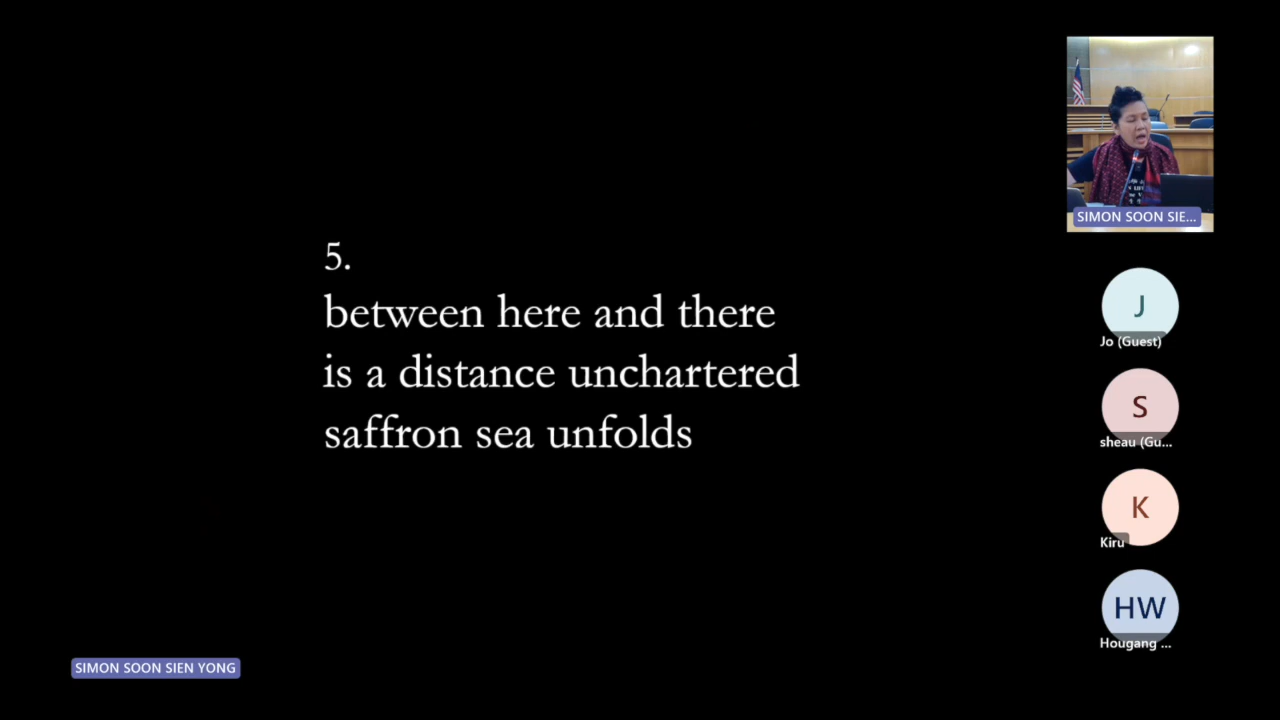 5.
between here and there
is a distance unchartered
saffron sea unfolds
SIMON SOON SIE...
J
Jo (Guest)
S
sheau (Gu...
K
Kiru
HW
Hougang ...
SIMON SOON SIEN YONG